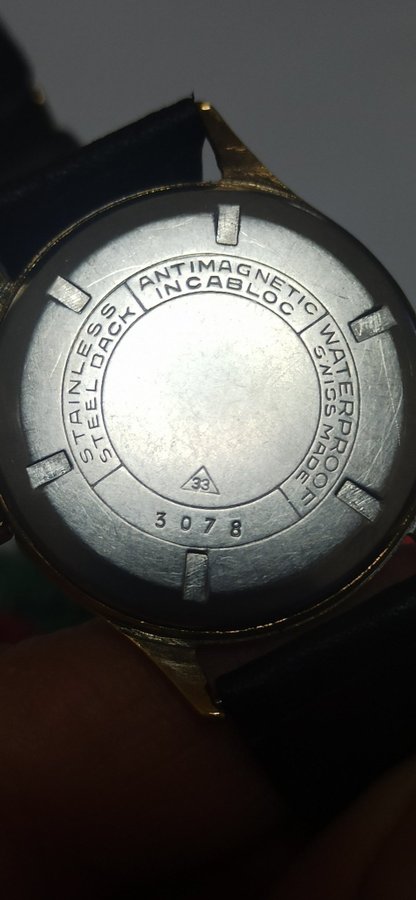 ANTIMAGNETIC
INCABLOC
WATERPROOF
SWISS MADE
STAINLESS
STEEL BACK
33
3078